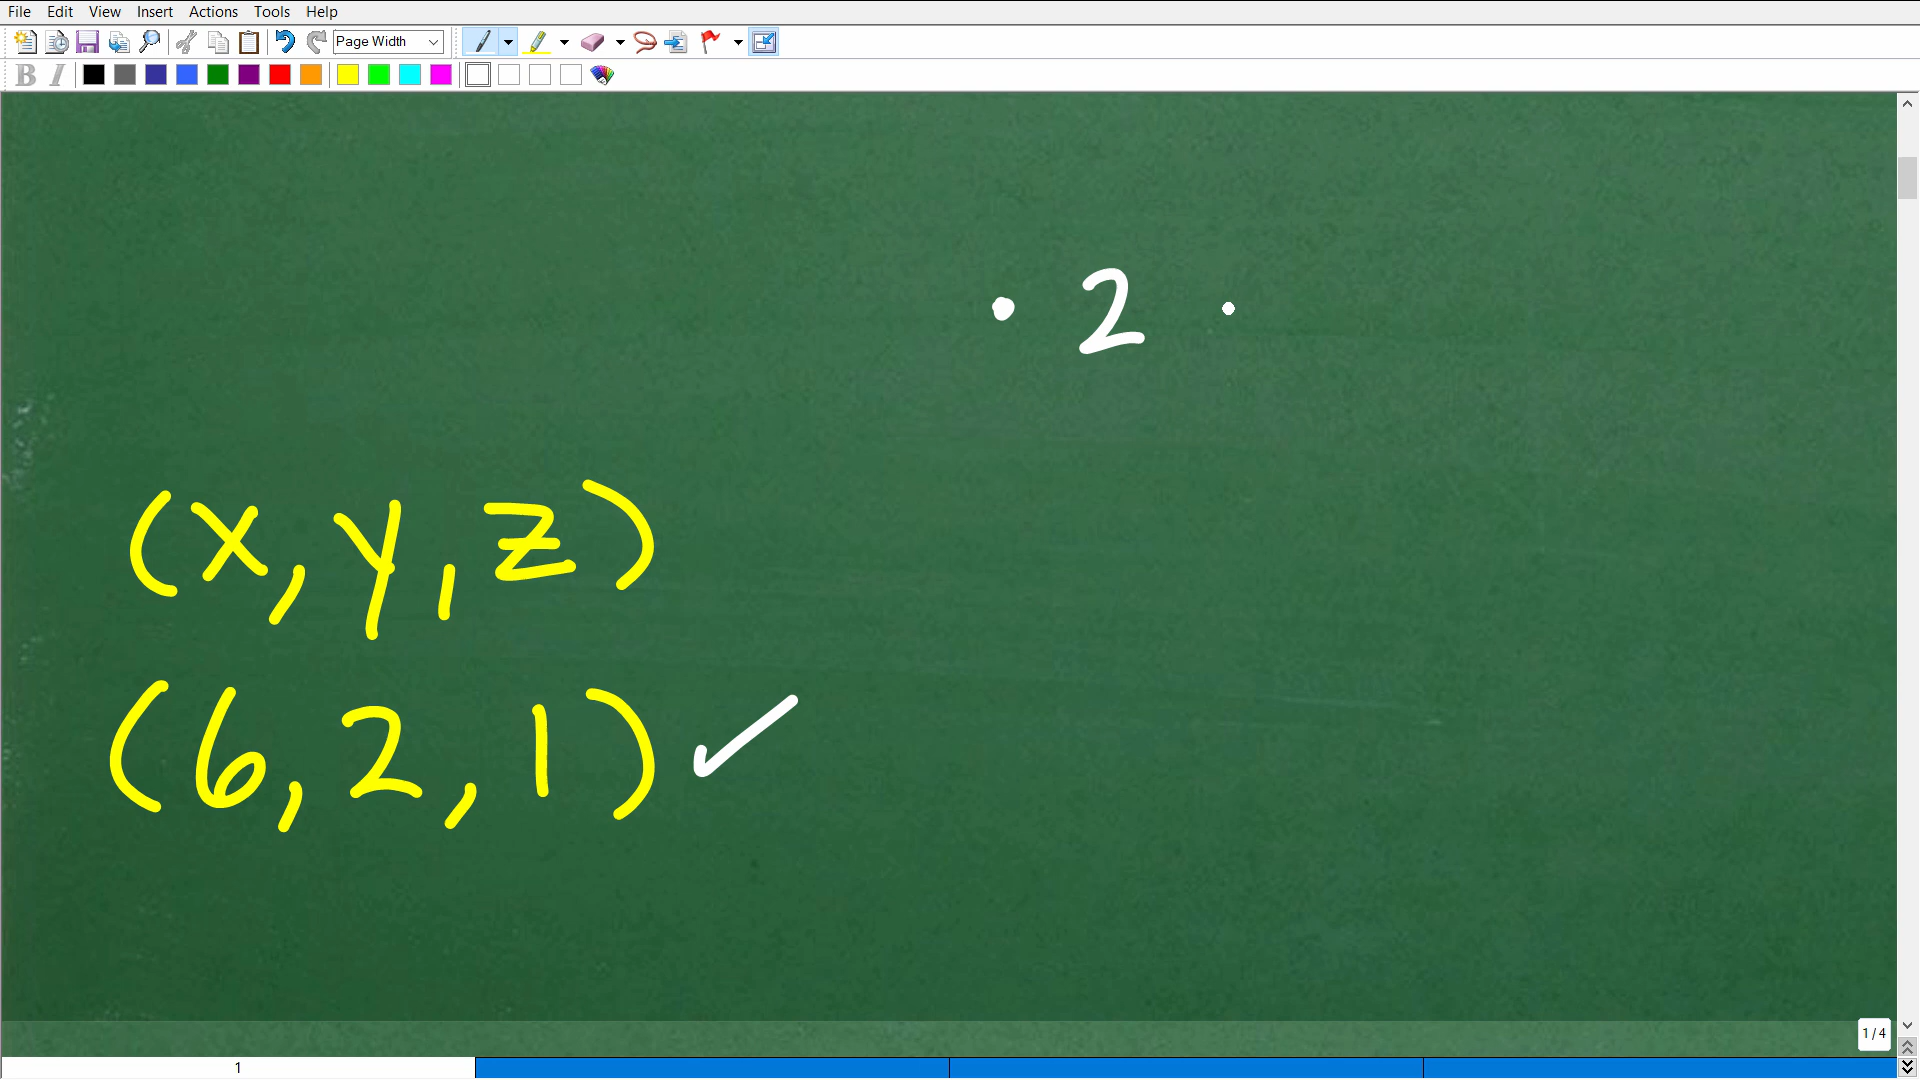 File Edit View Insert Actions Tools Help
Page Width
B I
· 2 ·
(x, y, z)
(6, 2, 1) ✓
1 / 4
1